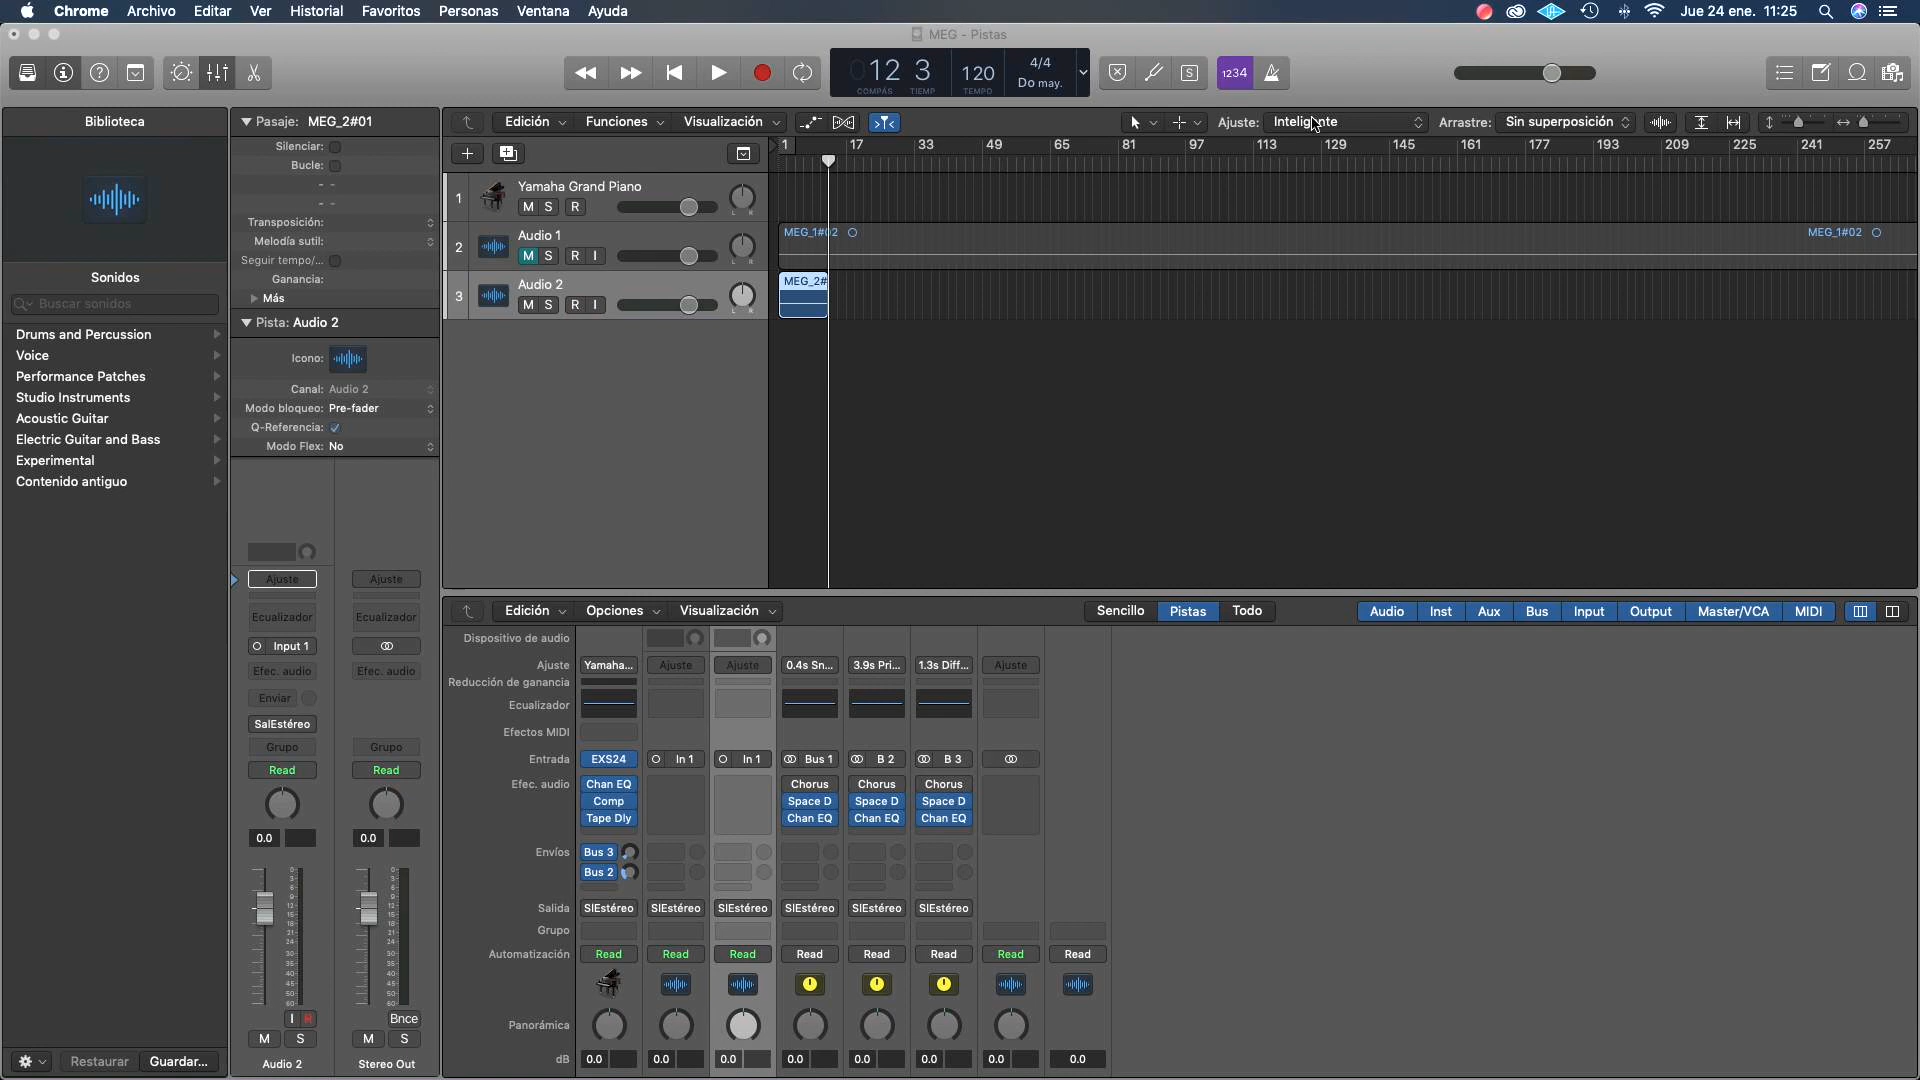 Chrome Archivo Editar Ver Historial Favoritos Personas Ventana Ayuda
Jue 24 ene. 11:25
MEG - Pistas
12 3
COMPÁS TIEMP
120
TEMPO
4/4
Do may.
S
1234
Biblioteca
Sonidos
Buscar sonidos
Drums and Percussion
Voice
Performance Patches
Studio Instruments
Acoustic Guitar
Electric Guitar and Bass
Experimental
Contenido antiguo
Restaurar Guardar...
Pasaje: MEG_2#01
Silenciar:
Bucle:
Transposición:
Melodía sutil:
Seguir tempo/...
Ganancia:
Más
Pista: Audio 2
Icono:
Canal: Audio 2
Modo bloqueo: Pre-fader
Q-Referencia:
Modo Flex: No
Ajuste Ajuste
Ecualizador Ecualizador
Input 1
Efec. audio Efec. audio
Enviar
SalEstéreo
Grupo Grupo
Read Read
0.0 0.0
I R Bnce
M S M S
Audio 2 Stereo Out
Edición Funciones Visualización
Ajuste: Inteligente Arrastre: Sin superposición
1 17 33 49 65 81 97 113 129 145 161 177 193 209 225 241 257
1 Yamaha Grand Piano
M S R
L R
2 Audio 1
M S R I
L R
MEG_1#02 MEG_1#02
3 Audio 2
M S R I
L R
MEG_2#
Edición Opciones Visualización
Sencillo Pistas Todo
Audio Inst Aux Bus Input Output Master/VCA MIDI
Dispositivo de audio
Ajuste Yamaha... Ajuste Ajuste 0.4s Sn... 3.9s Pri... 1.3s Diff... Ajuste
Reducción de ganancia
Ecualizador
Efectos MIDI
Entrada EXS24 In 1 In 1 Bus 1 B 2 B 3
Efec. audio Chan EQ Chorus Chorus Chorus
Comp Space D Space D Space D
Tape Dly Chan EQ Chan EQ Chan EQ
Envíos Bus 3
Bus 2
Salida SlEstéreo SlEstéreo SlEstéreo SlEstéreo SlEstéreo SlEstéreo
Grupo
Automatización Read Read Read Read Read Read Read Read
Panorámica
dB 0.0 0.0 0.0 0.0 0.0 0.0 0.0 0.0